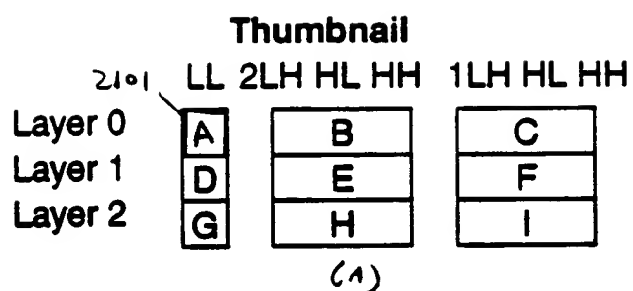 Thumbnail
2101 LL 2LH HL HH 1LH HL HH
Layer 0 A B C
Layer 1 D E F
Layer 2 G H I
(A)